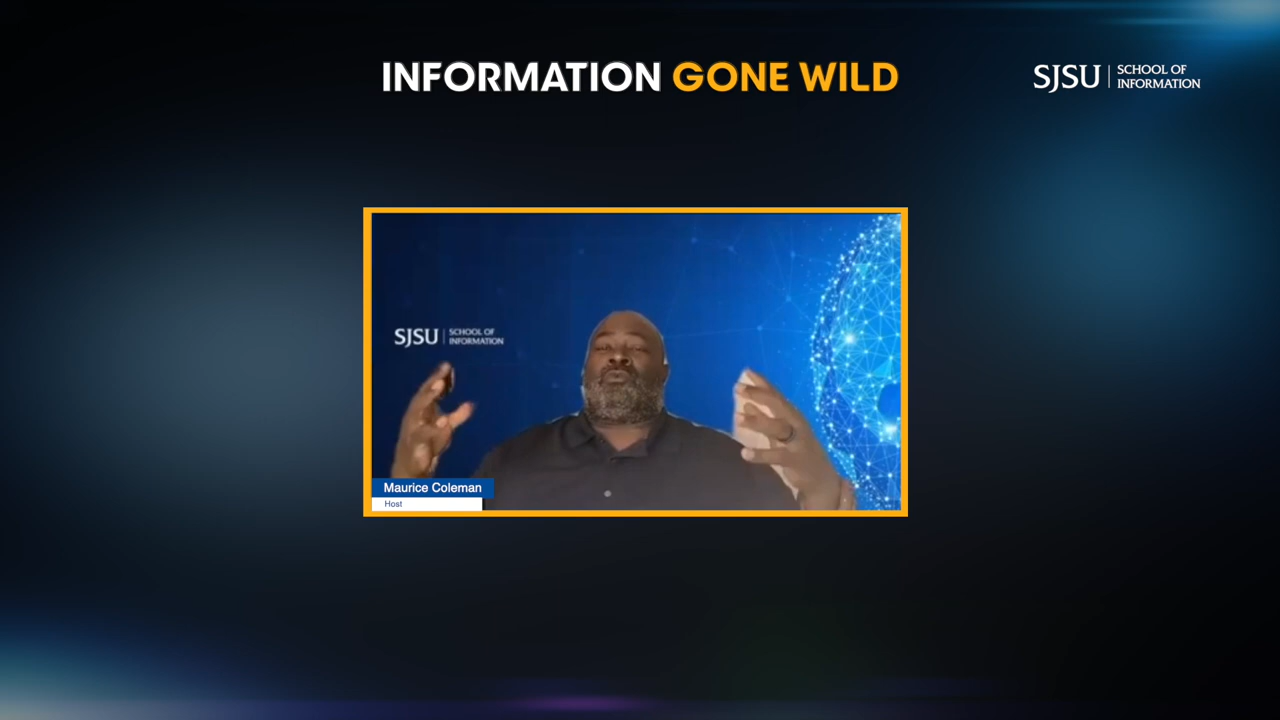 INFORMATION GONE WILD
SJSU
SCHOOL OF
INFORMATION
SJSU
SCHOOL OF
INFORMATION
Maurice Coleman
Host